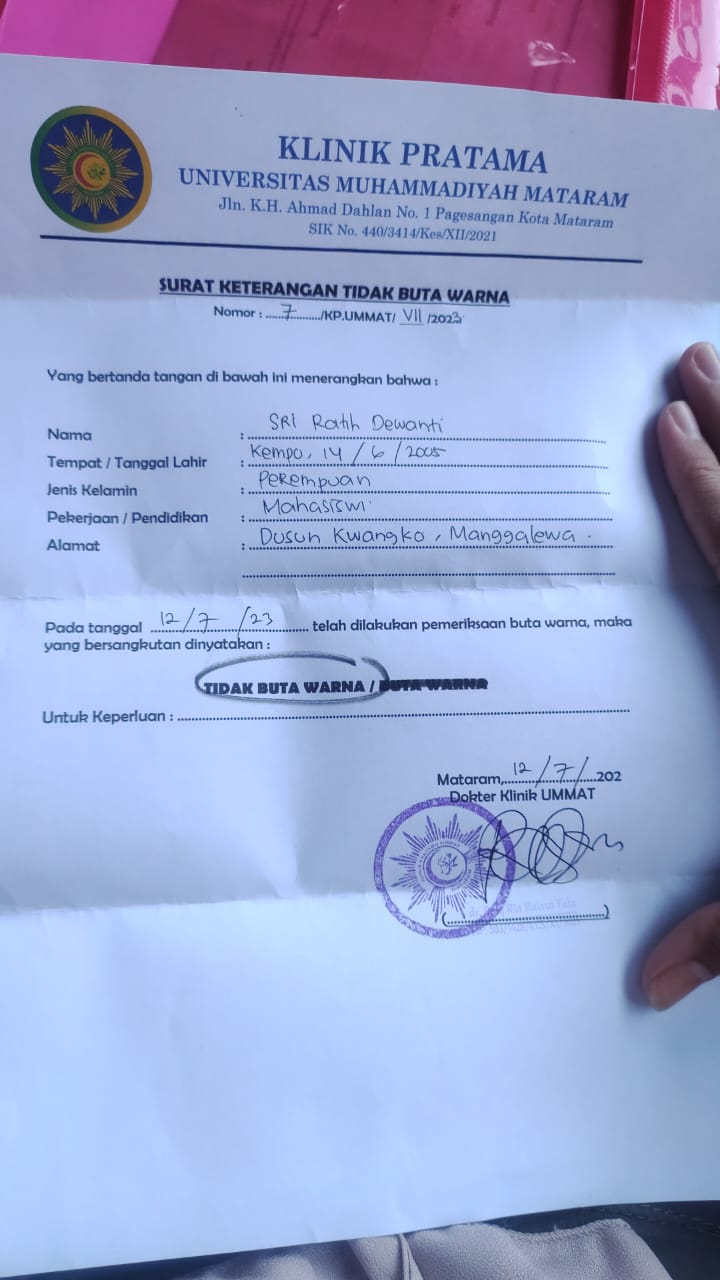 KLINIK PRATAMA
UNIVERSITAS MUHAMMADIYAH MATARAM
Jln. K.H. Ahmad Dahlan No. 1 Pagesangan Kota Mataram
SIK No. 440/3414/Kes/XII/2021
SURAT KETERANGAN TIDAK BUTA WARNA
Nomor : ......7......../KP.UMMAT/ VII /2023
Yang bertanda tangan di bawah ini menerangkan bahwa :
Nama : SRI Ratih Dewanti
Tempat / Tanggal Lahir : Kempo, 14 / 6 / 2005
Jenis Kelamin : Perempuan
Pekerjaan / Pendidikan : Mahasiswi
Alamat : Dusun Kwangko, Manggalewa.
Pada tanggal 12/7/23 telah dilakukan pemeriksaan buta warna, maka
yang bersangkutan dinyatakan :
TIDAK BUTA WARNA / BUTA WARNA
Untuk Keperluan :
Mataram, 12/7/ 202
Dokter Klinik UMMAT